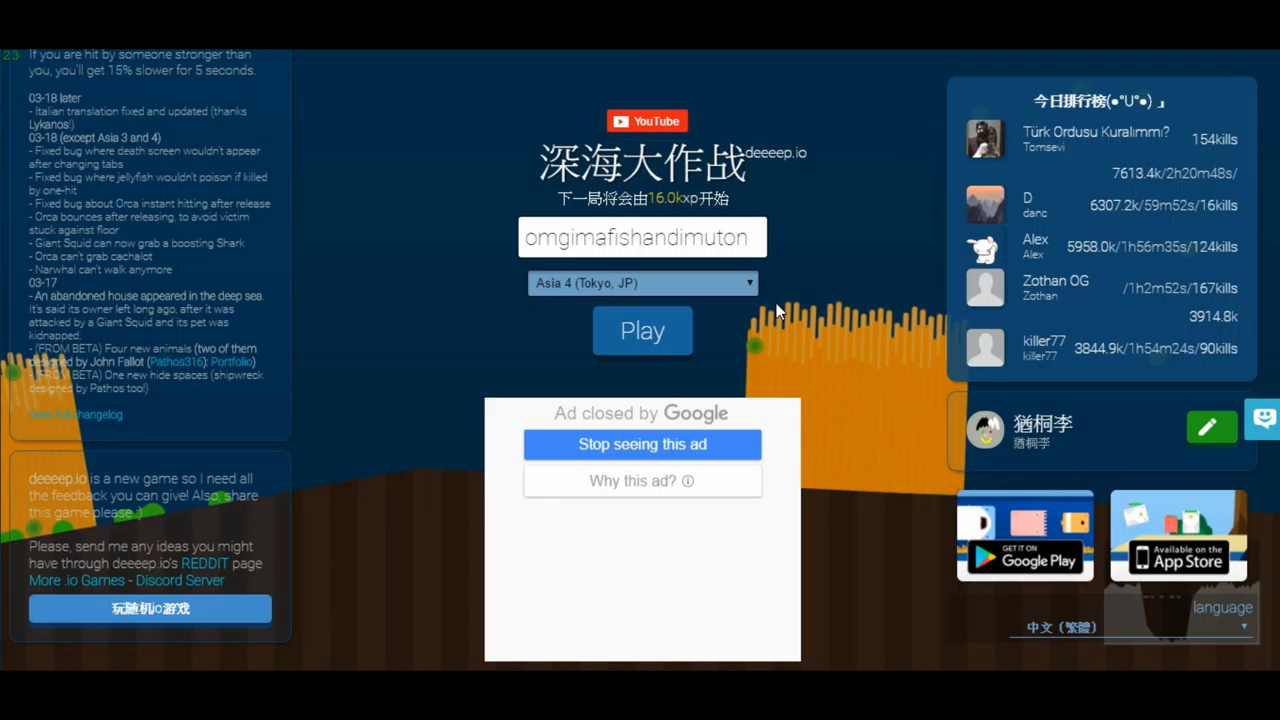 23
If you are hit by someone stronger than
you, you'll get 15% slower for 5 seconds.
03-18 later
- Italian translation fixed and updated (thanks
Lykanos!)
03-18 (except Asia 3 and 4)
- Fixed bug where death screen wouldn't appear
after changing tabs
- Fixed bug where jellyfish wouldn't poison if killed
by one-hit
- Fixed bug about Orca instant hitting after release
- Orca bounces after releasing, to avoid victim
stuck against floor
- Giant Squid can now grab a boosting Shark
- Orca can't grab cachalot
- Narwhal can't walk anymore
03-17
- An abandoned house appeared in the deep sea.
It's said its owner left long ago, after it was
attacked by a Giant Squid and its pet was
kidnapped.
- (FROM BETA) Four new animals (two of them
designed by John Fallot (Pathos316): Portfolio)
- (FROM BETA) One new hide spaces (shipwreck
designed by Pathos too!)
View full changelog
deeeep.io is a new game so I need all
the feedback you can give! Also, share
this game please :)
Please, send me any ideas you might
have through deeeep.io's REDDIT page
More .io Games - Discord Server
玩随机IO游戏
YouTube
深海大作战deeeep.io
下一局将会由16.0kxp开始
omgimafishandimuton
Asia 4 (Tokyo, JP)
Play
Ad closed by Google
Stop seeing this ad
Why this ad?
今日排行榜(●°U°●) 」
Türk Ordusu Kuralımmı?
Tomsevi
154kills
7613.4k/2h20m48s/
D
danc
6307.2k/59m52s/16kills
Alex
Alex
5958.0k/1h56m35s/124kills
Zothan OG
Zothan
/1h2m52s/167kills
3914.8k
killer77
killer77
3844.9k/1h54m24s/90kills
猶桐李
猶桐李
GET IT ON
Google Play
Available on the
App Store
language
中文 (繁體)